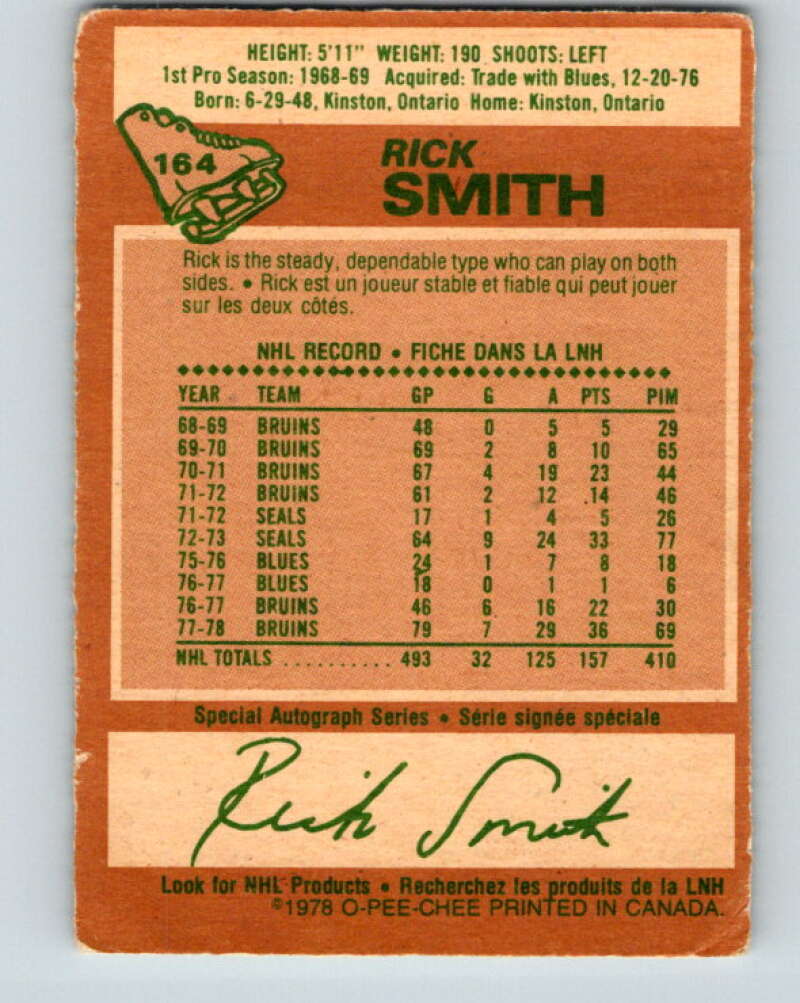 HEIGHT: 5'11" WEIGHT: 190 SHOOTS: LEFT
1st Pro Season: 1968-69 Acquired: Trade with Blues, 12-20-76
Born: 6-29-48, Kinston, Ontario Home: Kinston, Ontario
164
RICK
SMITH
Rick is the steady, dependable type who can play on both
sides. • Rick est un joueur stable et fiable qui peut jouer
sur les deux côtés.
NHL RECORD • FICHE DANS LA LNH
YEAR TEAM GP G A PTS PIM
68-69 BRUINS 48 0 5 5 29
69-70 BRUINS 69 2 8 10 65
70-71 BRUINS 67 4 19 23 44
71-72 BRUINS 61 2 12 14 46
71-72 SEALS 17 1 4 5 26
72-73 SEALS 64 9 24 33 77
75-76 BLUES 24 1 7 8 18
76-77 BLUES 18 0 1 1 6
76-77 BRUINS 46 6 16 22 30
77-78 BRUINS 79 7 29 36 69
NHL TOTALS .......... 493 32 125 157 410
Special Autograph Series • Série signée spéciale
Rick Smith
Look for NHL Products • Recherchez les produits de la LNH
©1978 O-PEE-CHEE PRINTED IN CANADA.